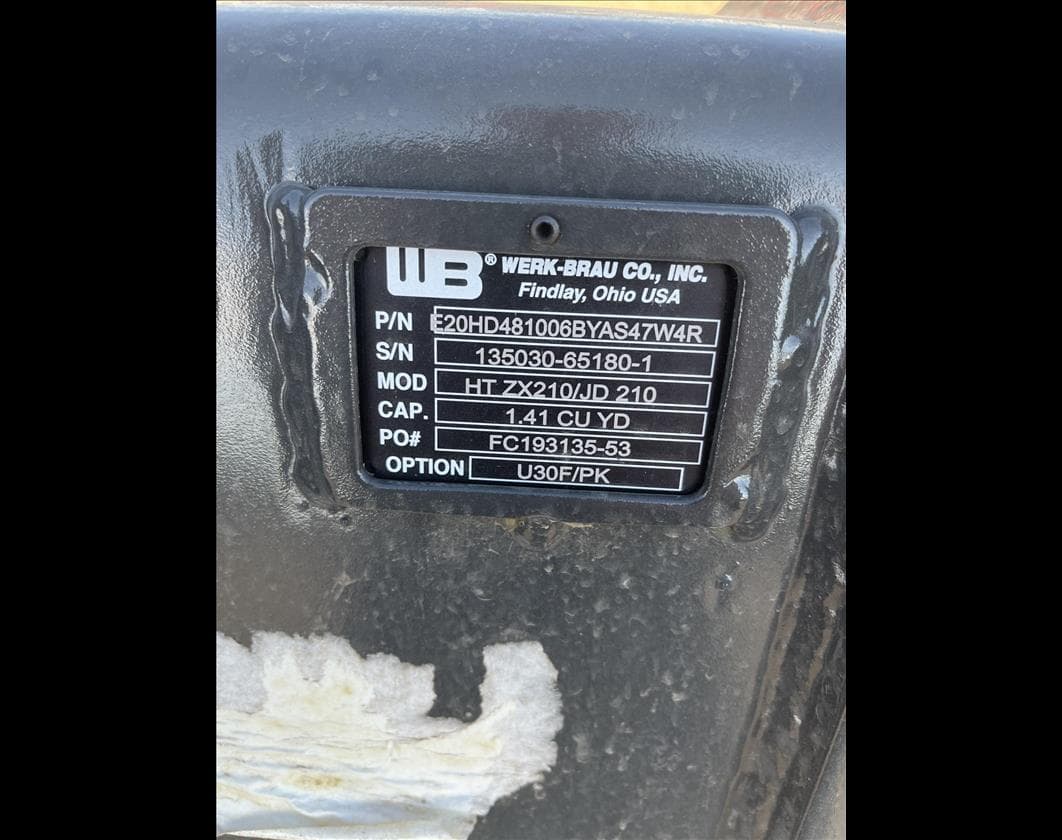 WB® WERK-BRAU CO., INC.
Findlay, Ohio USA
P/N E20HD481006BYAS47W4R
S/N 135030-65180-1
MOD HT ZX210/JD 210
CAP. 1.41 CU YD
PO# FC193135-53
OPTION U30F/PK